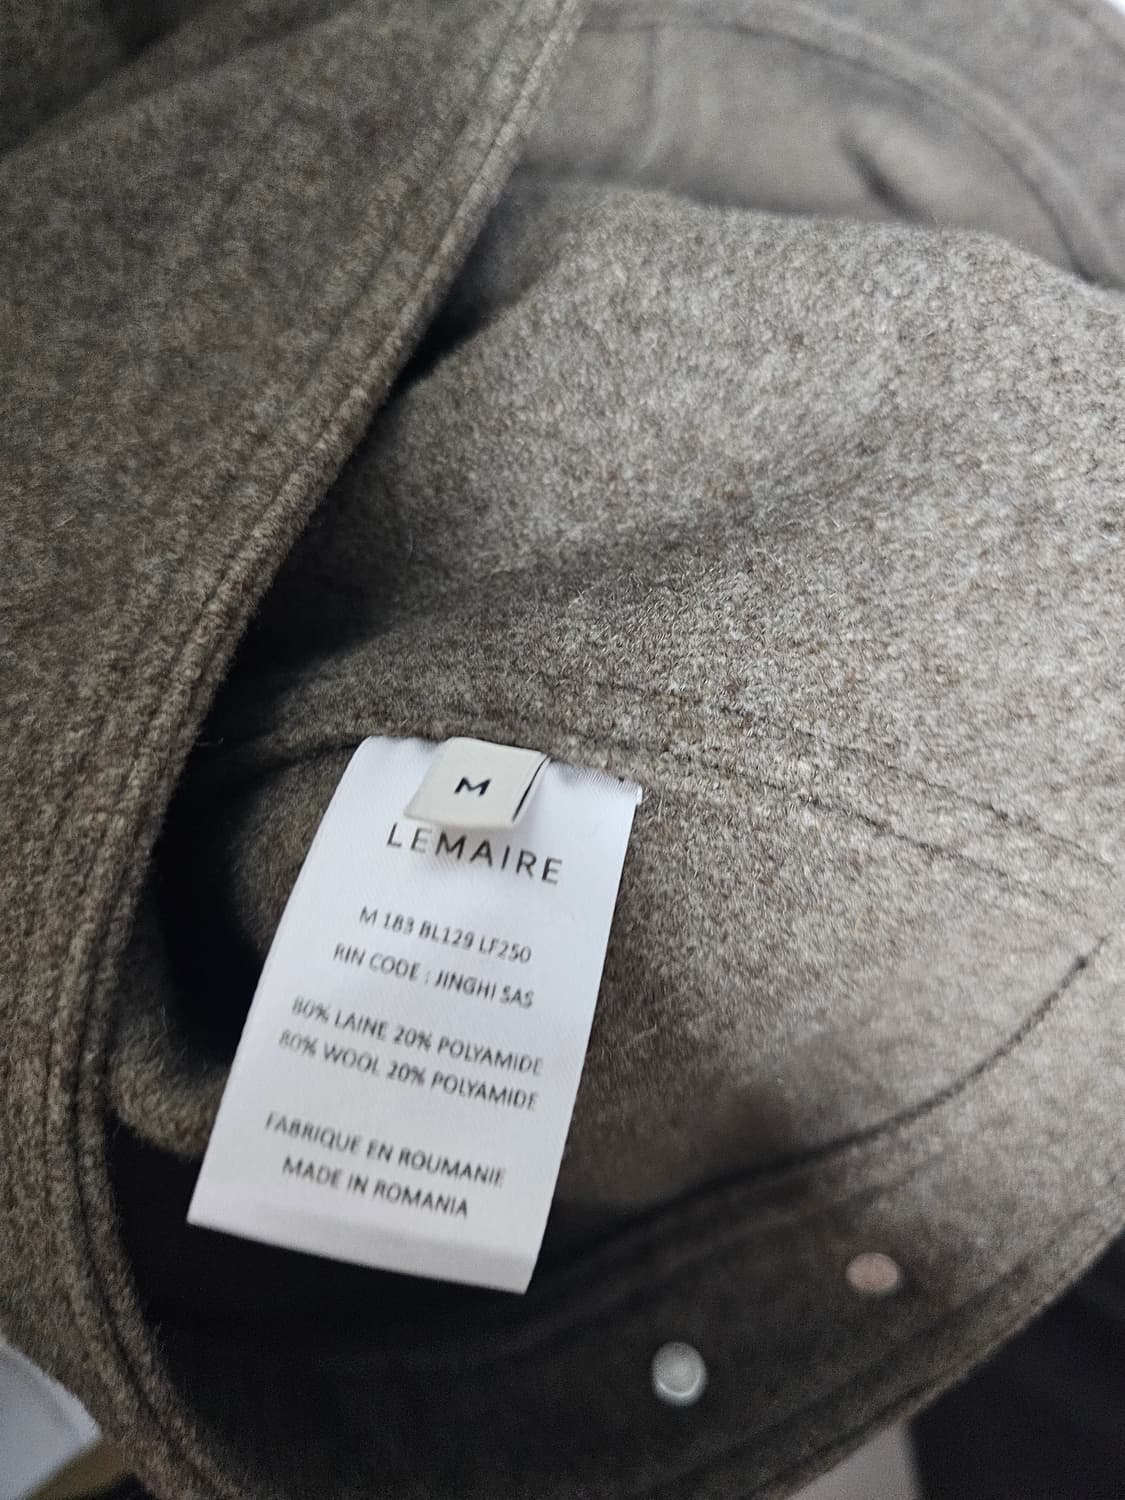 M
LEMAIRE
M 183 BL129 LF250
RIN CODE : JINGHI SAS
80% LAINE 20% POLYAMIDE
80% WOOL 20% POLYAMIDE
FABRIQUE EN ROUMANIE
MADE IN ROMANIA